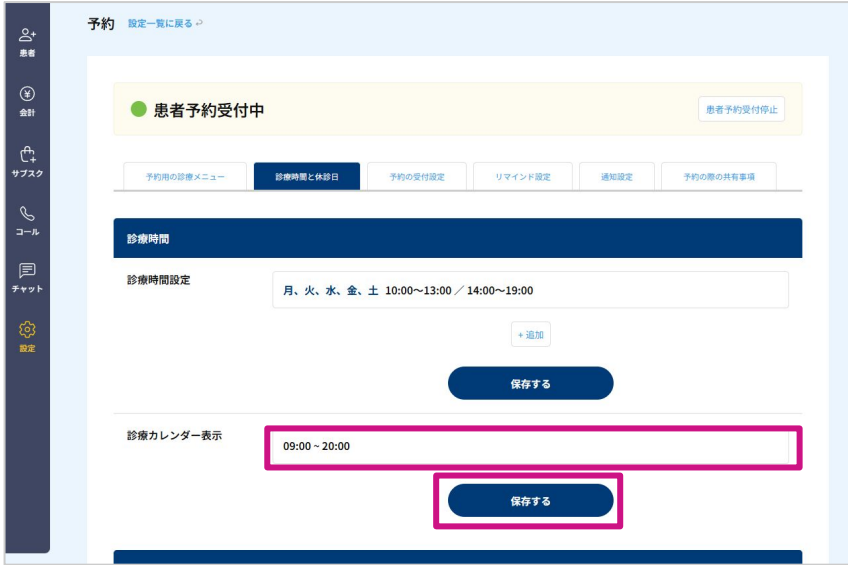 予約 設定一覧に戻る
患者
会計
サブスク
コール
チャット
設定
患者予約受付中
患者予約受付停止
予約用の診療メニュー 診療時間と休診日 予約の受付設定 リマインド設定 通知設定 予約の際の共有事項
診療時間
診療時間設定
月、火、水、金、土 10:00〜13:00 ／ 14:00〜19:00
+ 追加
保存する
診療カレンダー表示
09:00 ~ 20:00
保存する